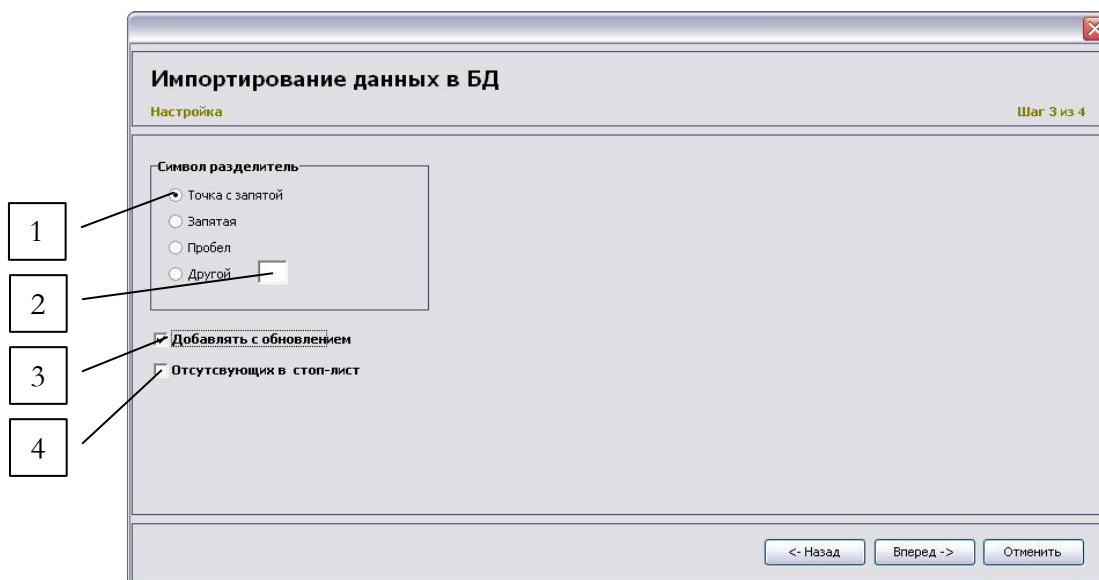 Импортирование данных в БД
Настройка
Шаг 3 из 4
Символ разделитель
Точка с запятой
Запятая
Пробел
Другой
Добавлять с обновлением
Отсутсвующих в стоп-лист
1
2
3
4
<- Назад
Вперед ->
Отменить